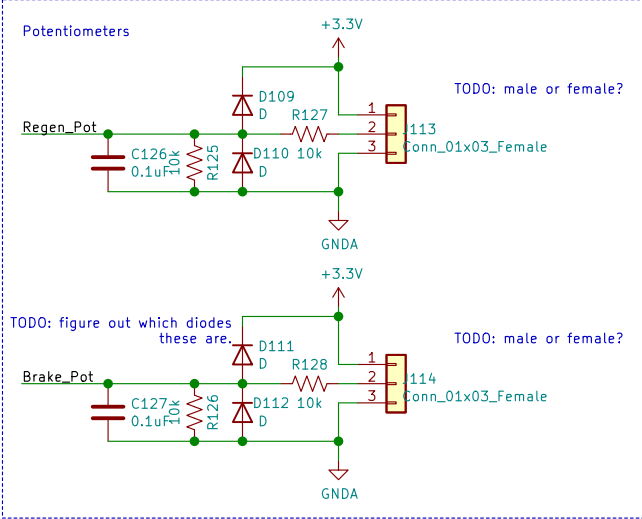 Potentiometers
+3.3V
TODO: male or female?
D109
D
R127
10k
1
2
3
J113
Conn_01x03_Female
Regen_Pot
C126
0.1uF
10k
R125
D110
D
GNDA
+3.3V
TODO: figure out which diodes
these are.
TODO: male or female?
D111
D
R128
10k
1
2
3
J114
Conn_01x03_Female
Brake_Pot
C127
0.1uF
10k
R126
D112
D
GNDA